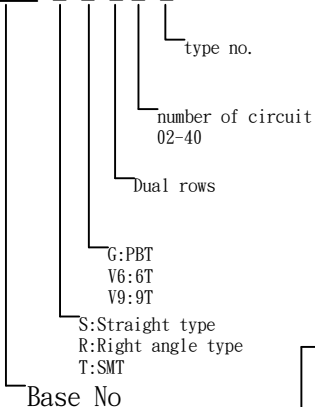 type no.
number of circuit
02-40
Dual rows
G:PBT
V6:6T
V9:9T
S:Straight type
R:Right angle type
T:SMT
Base No